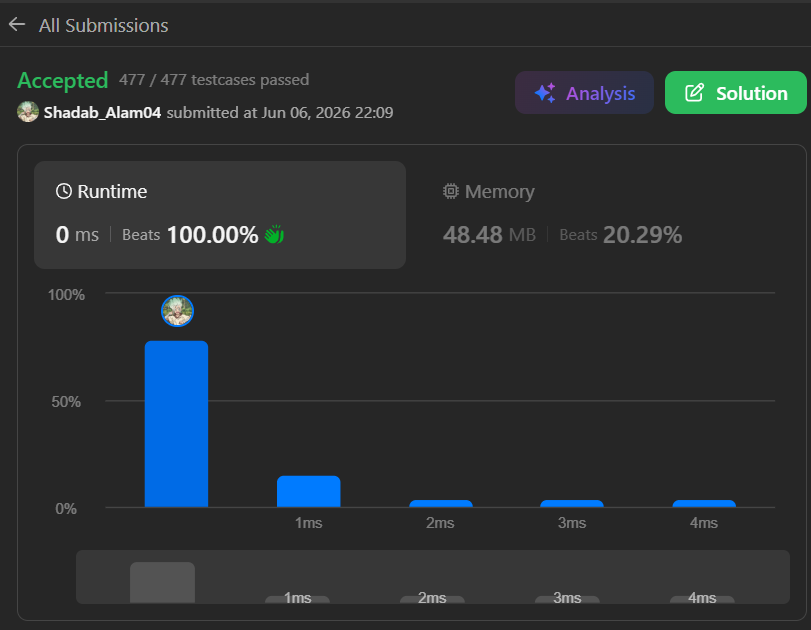 All Submissions
Accepted 477 / 477 testcases passed
Shadab_Alam04 submitted at Jun 06, 2026 22:09
Analysis
Solution
Runtime
0 ms | Beats 100.00%
Memory
48.48 MB | Beats 20.29%
100%
50%
0%
1ms 2ms 3ms 4ms
1ms 2ms 3ms 4ms